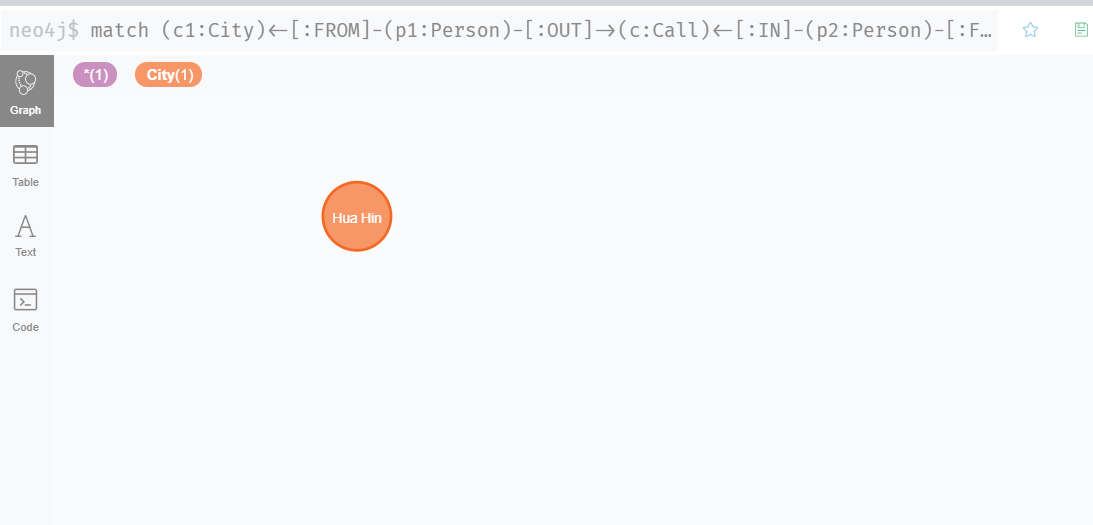 neo4j$ match (c1:City)←[:FROM]-(p1:Person)-[:OUT]→(c:Call)←[:IN]-(p2:Person)-[:F…
*(1) City(1)
Graph
Hua Hin
Table
Text
Code